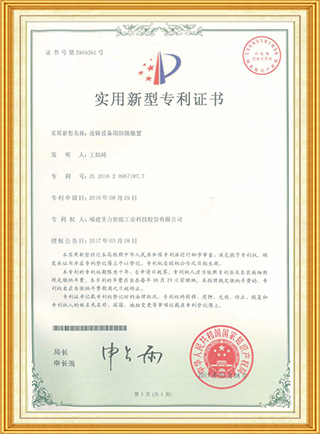 证书号第5969091号
实用新型专利证书
实用新型名称：连铸设备用防跳装置
发 明 人：王炳雄
专 利 号：ZL 2016 2 0987187.7
专利申请日：2016年08月29日
专 利 权 人：福建圣力智能工业科技股份有限公司
授权公告日：2017年03月08日
本实用新型经过本局依照中华人民共和国专利法进行初步审查，决定授予专利权，
颁发本证书并在专利登记簿上予以登记。专利权自授权公告之日起生效。
本专利的专利权期限为十年，自申请日起算。专利权人应当依照专利法及其实施细则
规定缴纳年费。本专利的年费应当在每年08月29日前缴纳。未按照规定缴纳年费的，专
利权自应当缴纳年费期满之日起终止。
专利证书记载专利权登记时的法律状况。专利权的转移、质押、无效、终止、恢复和
专利权人的姓名或名称、国籍、地址变更等事项记载在专利登记簿上。
局长
申长雨
申长雨
中华人民共和国国家知识产权局
第 1 页 (共 1 页)